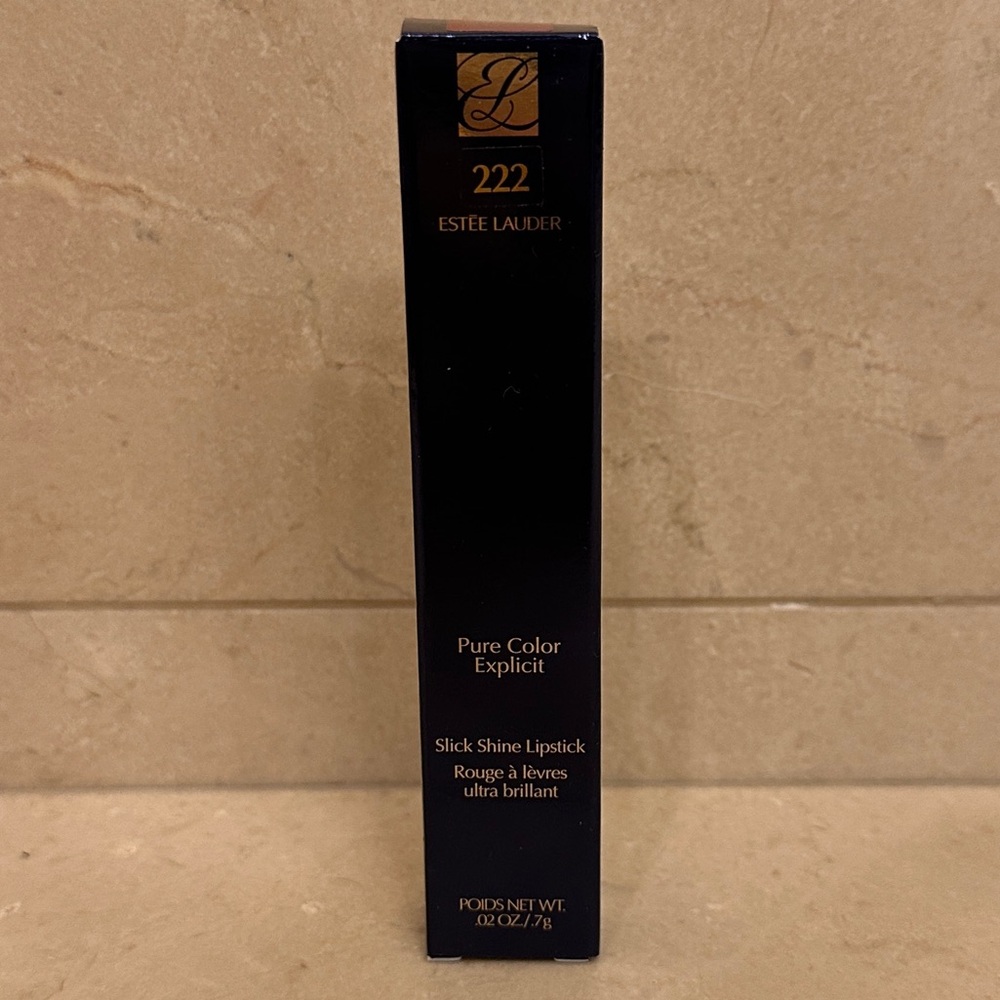 EL
222
ESTĒE LAUDER
Pure Color
Explicit
Slick Shine Lipstick
Rouge à lèvres
ultra brillant
POIDS NET WT.
.02 OZ./.7g